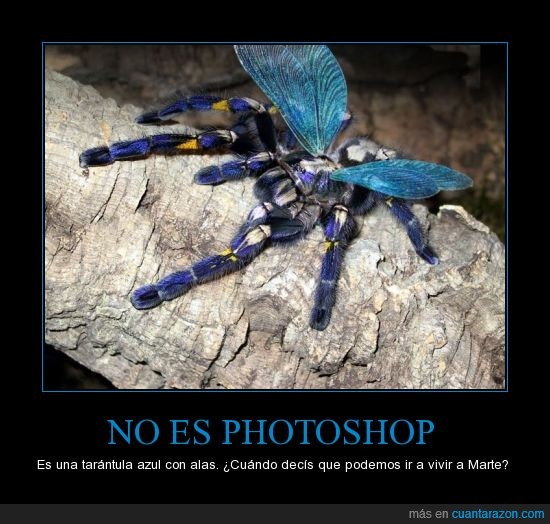 NO ES PHOTOSHOP
Es una tarántula azul con alas. ¿Cuándo decís que podemos ir a vivir a Marte?
más en cuantarazon.com